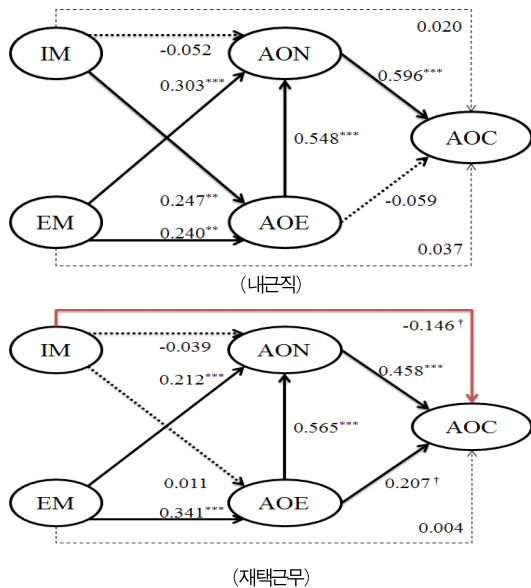 0.020
IM
-0.052
AON
0.303***
0.596***
0.548***
AOC
0.247**
EM
0.240**
AOE
-0.059
0.037
(내근직)
-0.146†
IM
-0.039
AON
0.212***
0.458***
0.565***
AOC
0.011
EM
0.341***
AOE
0.207†
0.004
(재택근무)